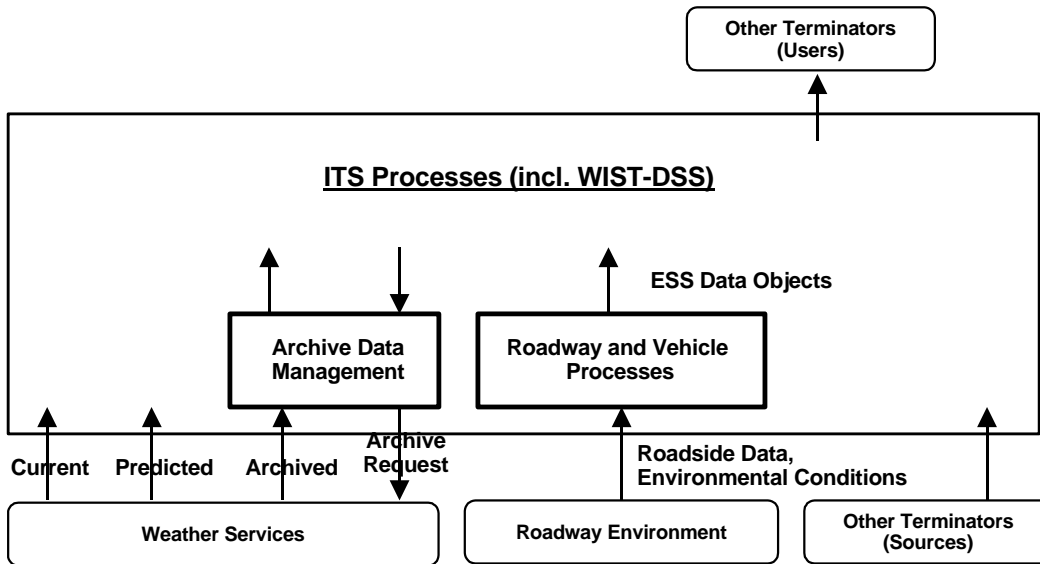 Other Terminators
(Users)
ITS Processes (incl. WIST-DSS)
ESS Data Objects
Archive Data
Management
Roadway and Vehicle
Processes
Current
Predicted
Archived
Archive
Request
Roadside Data,
Environmental Conditions
Weather Services
Roadway Environment
Other Terminators
(Sources)